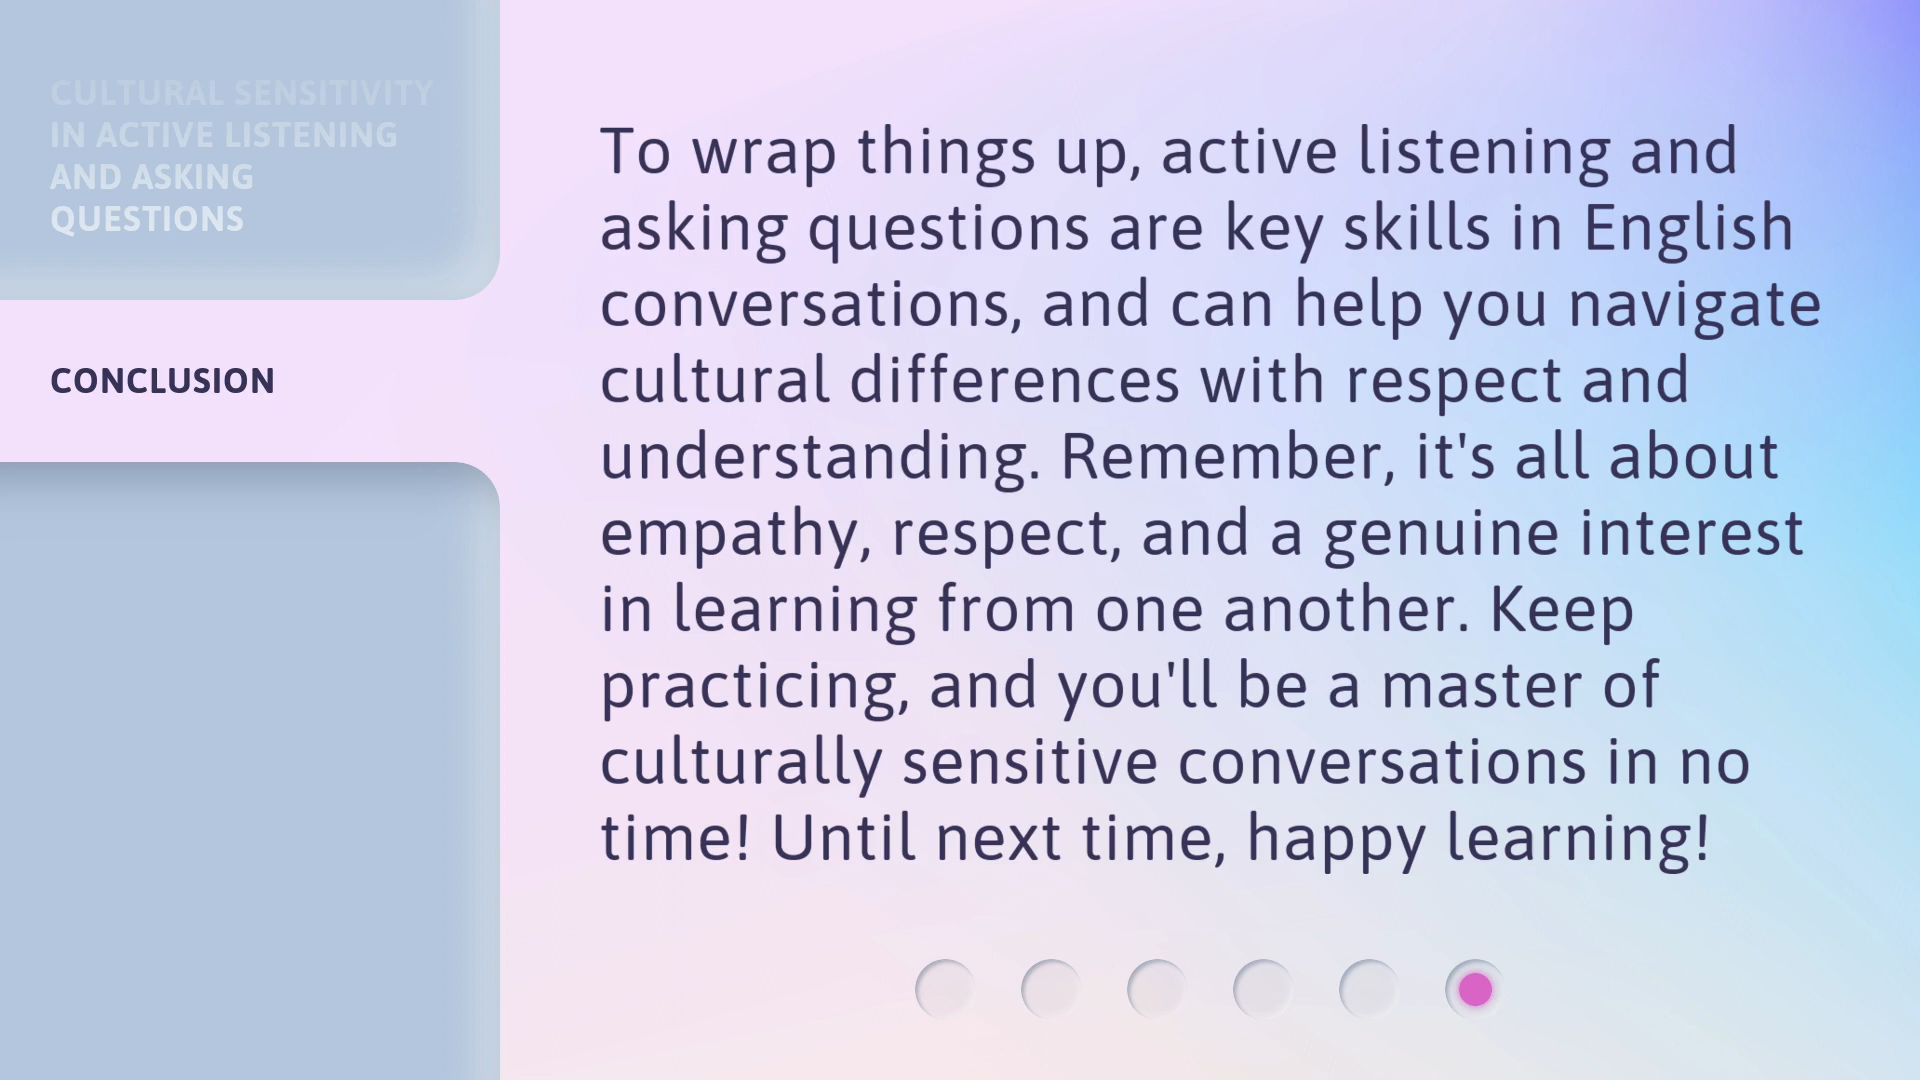 CULTURAL SENSITIVITY
IN ACTIVE LISTENING
AND ASKING
QUESTIONS
CONCLUSION
To wrap things up, active listening and
asking questions are key skills in English
conversations, and can help you navigate
cultural differences with respect and
understanding. Remember, it's all about
empathy, respect, and a genuine interest
in learning from one another. Keep
practicing, and you'll be a master of
culturally sensitive conversations in no
time! Until next time, happy learning!